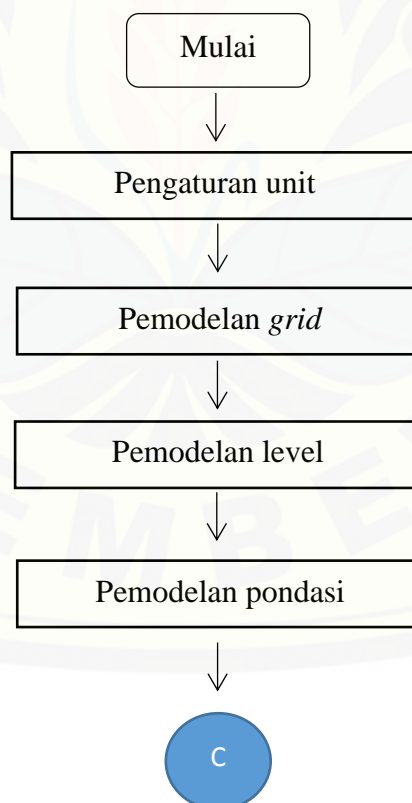 Mulai
Pengaturan unit
Pemodelan grid
Pemodelan level
Pemodelan pondasi
C